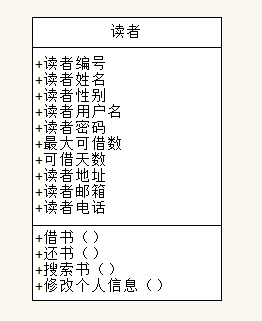 读者
+读者编号
+读者姓名
+读者性别
+读者用户名
+读者密码
+最大可借数
+可借天数
+读者地址
+读者邮箱
+读者电话
+借书（）
+还书（）
+搜索书（）
+修改个人信息（）